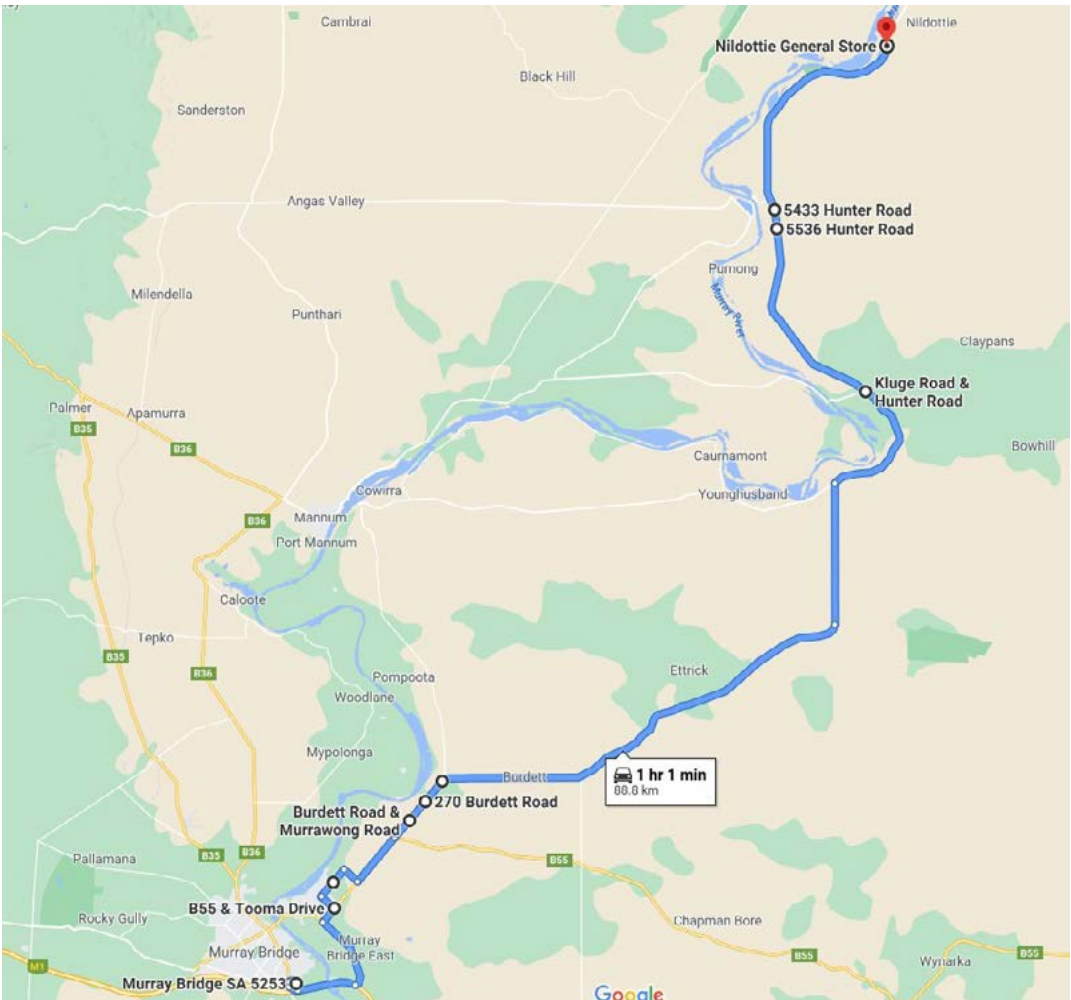 Cambrai
Nildottie
Nildottie General Store
Black Hill
Sanderston
Angas Valley
5433 Hunter Road
5536 Hunter Road
Purnong
Milendella
Murray River
Punthari
Claypans
Kluge Road &
Hunter Road
Palmer
Apamurra
B35
B36
Bowhill
Caurnamont
Cowirra
Younghusband
Mannum
B36
Port Mannum
Caloote
Tepko
B35
B36
Ettrick
Pompoota
Woodlane
Mypolonga
Burdett
1 hr 1 min
88.8 km
270 Burdett Road
Burdett Road &
Murrawong Road
Pallamana
B35
B36
B55
B55 & Tooma Drive
Rocky Gully
Chapman Bore
Murray
Bridge East
Murray Bridge
B55
Wynarka
B55
M1
Murray Bridge SA 5253
Google